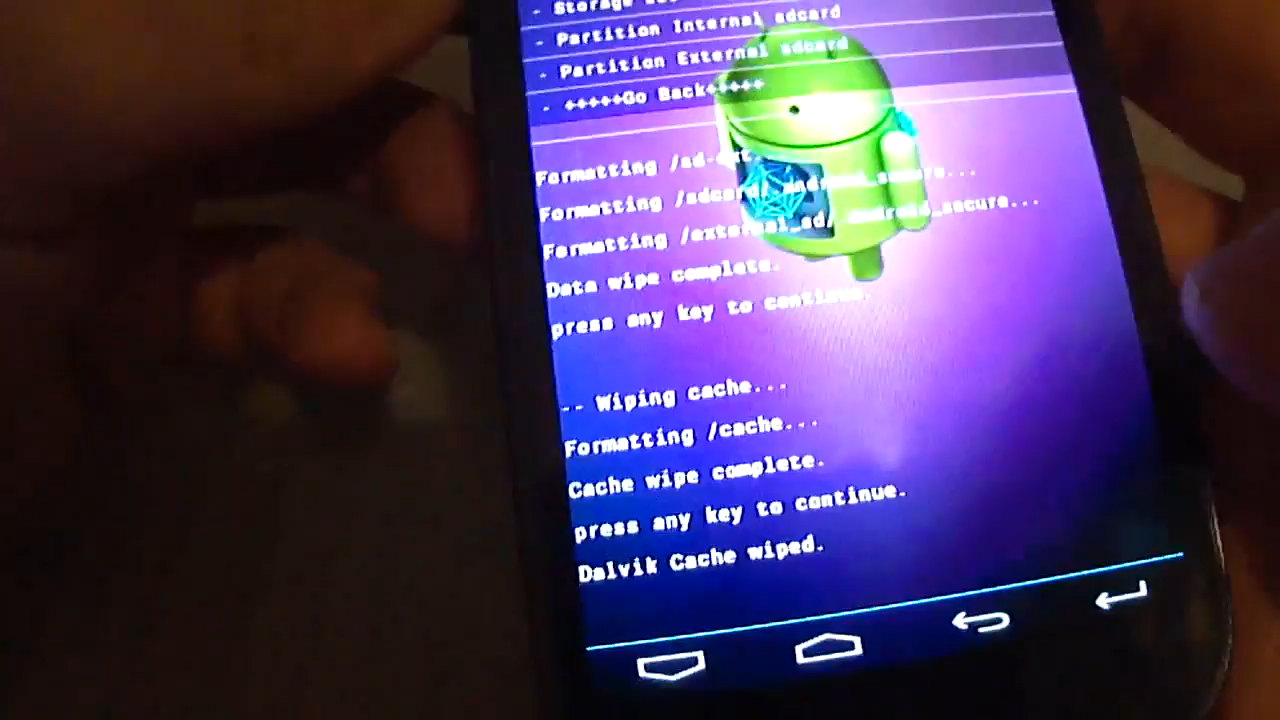 - Storage
- Partition Internal sdcard
- Partition External sdcard
- +++++Go Back+++++
Formatting /sd-ext.
Formatting /sdcard/.android_secure...
Formatting /external_sd/.android_secure...
Data wipe complete.
press any key to continue.
-- Wiping cache...
Formatting /cache...
Cache wipe complete.
press any key to continue.
Dalvik Cache wiped.